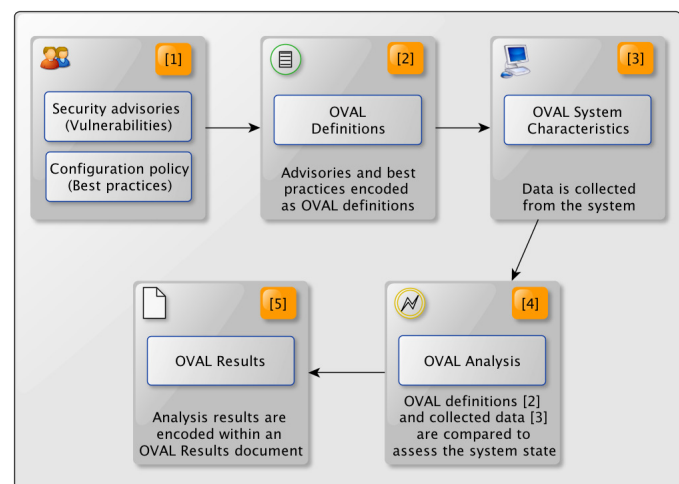 [1]
Security advisories
(Vulnerabilities)
Configuration policy
(Best practices)
[2]
OVAL
Definitions
Advisories and best
practices encoded
as OVAL definitions
[3]
OVAL System
Characteristics
Data is collected
from the system
[4]
OVAL Analysis
OVAL definitions [2]
and collected data [3]
are compared to
assess the system state
[5]
OVAL Results
Analysis results are
encoded within an
OVAL Results document